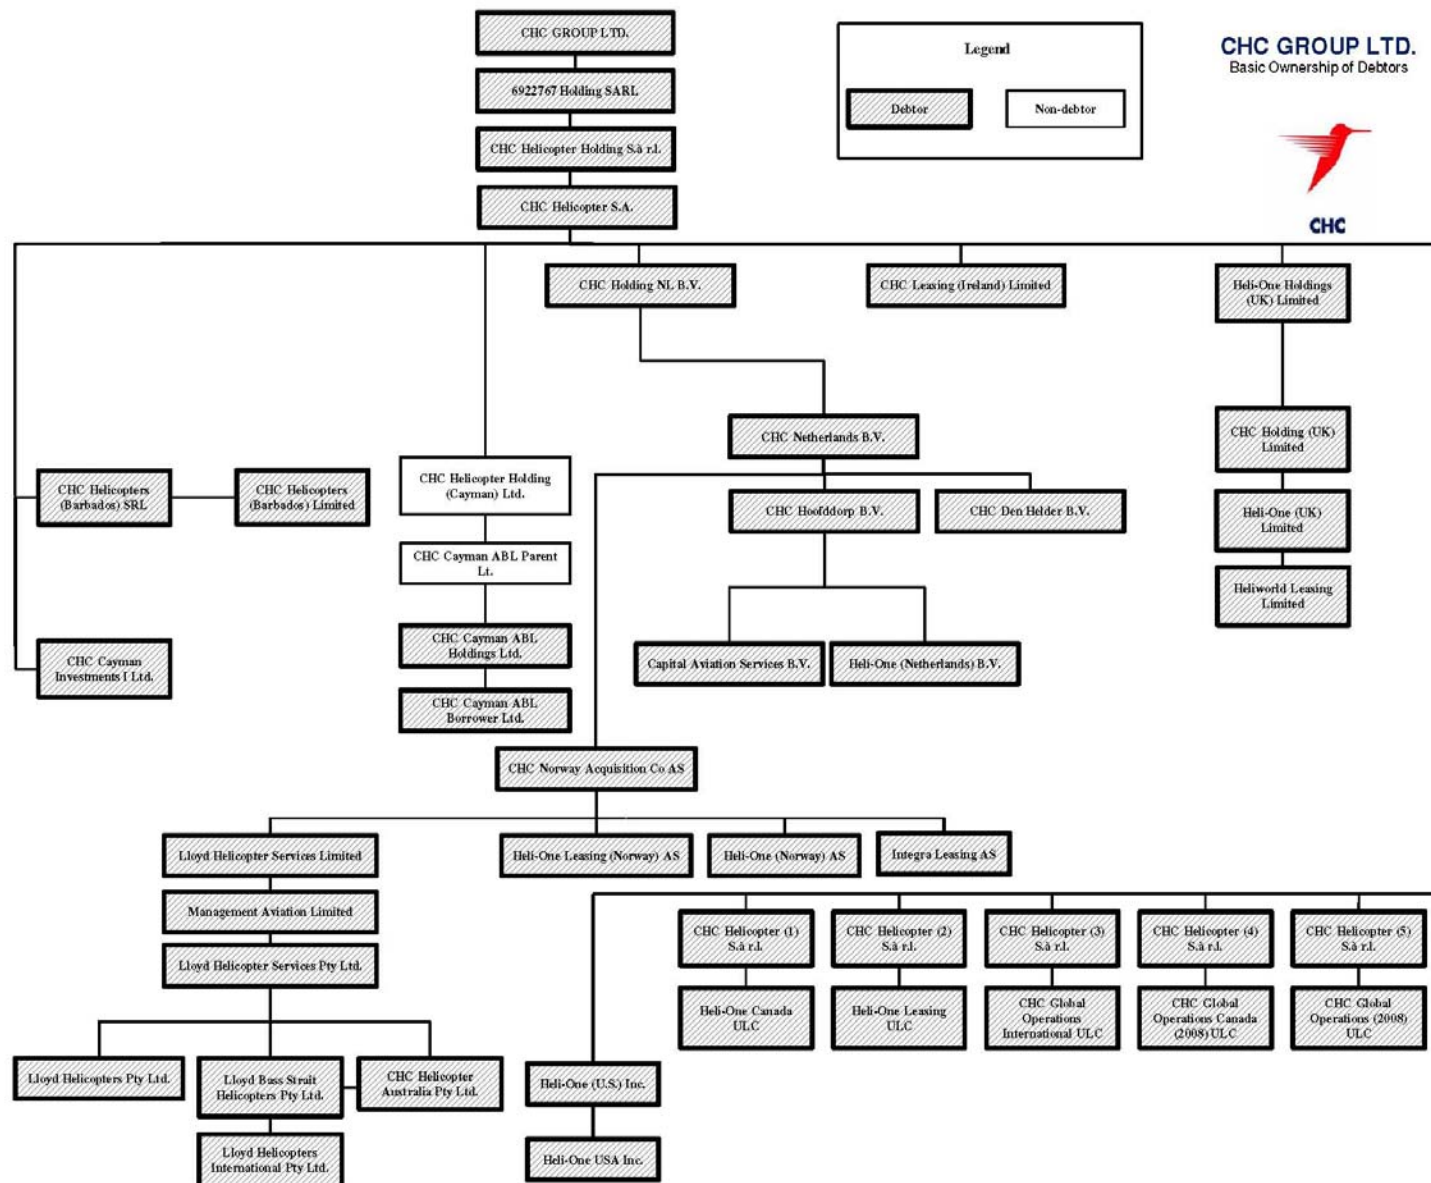 CHC GROUP LTD.
6922767 Holding SARL
CHC Helicopter Holding S.à r.l.
CHC Helicopter S.A.
Legend
Debtor
Non-debtor
CHC GROUP LTD.
Basic Ownership of Debtors
CHC
CHC Holding NL B.V.
CHC Leasing (Ireland) Limited
Heli-One Holdings
(UK) Limited
CHC Netherlands B.V.
CHC Holding (UK)
Limited
CHC Helicopters
(Barbados) SRL
CHC Helicopters
(Barbados) Limited
CHC Helicopter Holding
(Cayman) Ltd.
CHC Hoofddorp B.V.
CHC Den Helder B.V.
Heli-One (UK)
Limited
CHC Cayman ABL Parent
Lt.
Heliworld Leasing
Limited
CHC Cayman
Investments I Ltd.
CHC Cayman ABL
Holdings Ltd.
Capital Aviation Services B.V.
Heli-One (Netherlands) B.V.
CHC Cayman ABL
Borrower Ltd.
CHC Norway Acquisition Co AS
Lloyd Helicopter Services Limited
Heli-One Leasing (Norway) AS
Heli-One (Norway) AS
Integra Leasing AS
Management Aviation Limited
Lloyd Helicopter Services Pty Ltd.
CHC Helicopter (1)
S.à r.l.
CHC Helicopter (2)
S.à r.l.
CHC Helicopter (3)
S.à r.l.
CHC Helicopter (4)
S.à r.l.
CHC Helicopter (5)
S.à r.l.
Heli-One Canada
ULC
Heli-One Leasing
ULC
CHC Global
Operations
International ULC
CHC Global
Operations Canada
(2008) ULC
CHC Global
Operations (2008)
ULC
Lloyd Helicopters Pty Ltd.
Lloyd Bass Strait
Helicopters Pty Ltd.
CHC Helicopter
Australia Pty Ltd.
Heli-One (U.S.) Inc.
Lloyd Helicopters
International Pty Ltd.
Heli-One USA Inc.